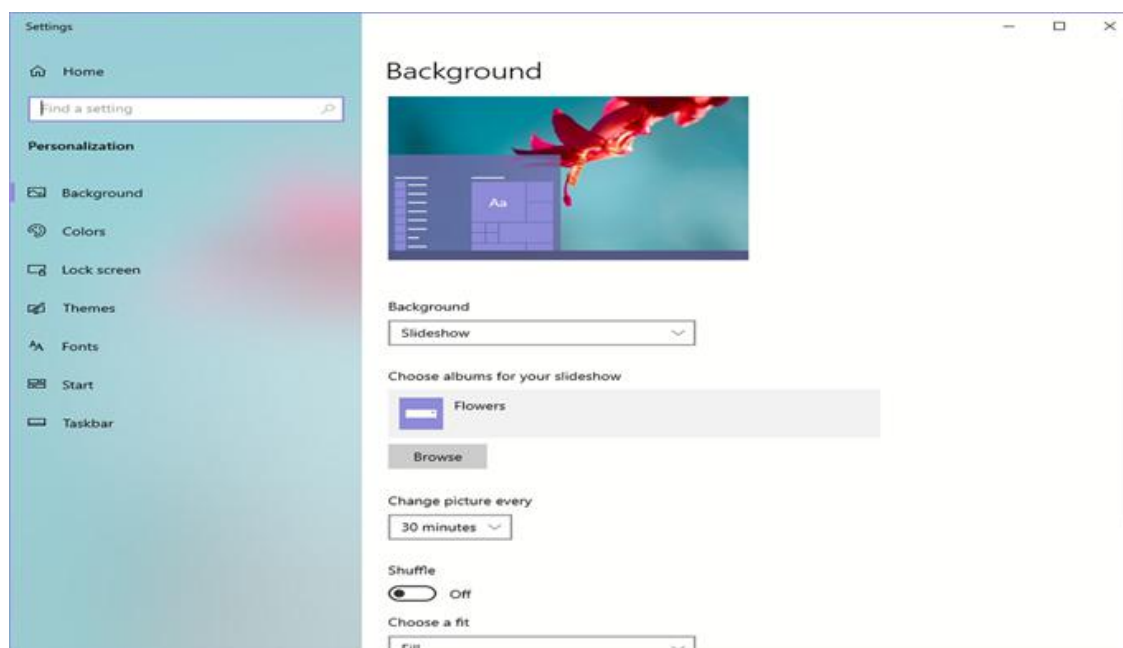 Settings
Home
Find a setting
Personalization
Background
Colors
Lock screen
Themes
Fonts
Start
Taskbar
Background
Aa
Background
Slideshow
Choose albums for your slideshow
Flowers
Browse
Change picture every
30 minutes
Shuffle
Off
Choose a fit
Fill